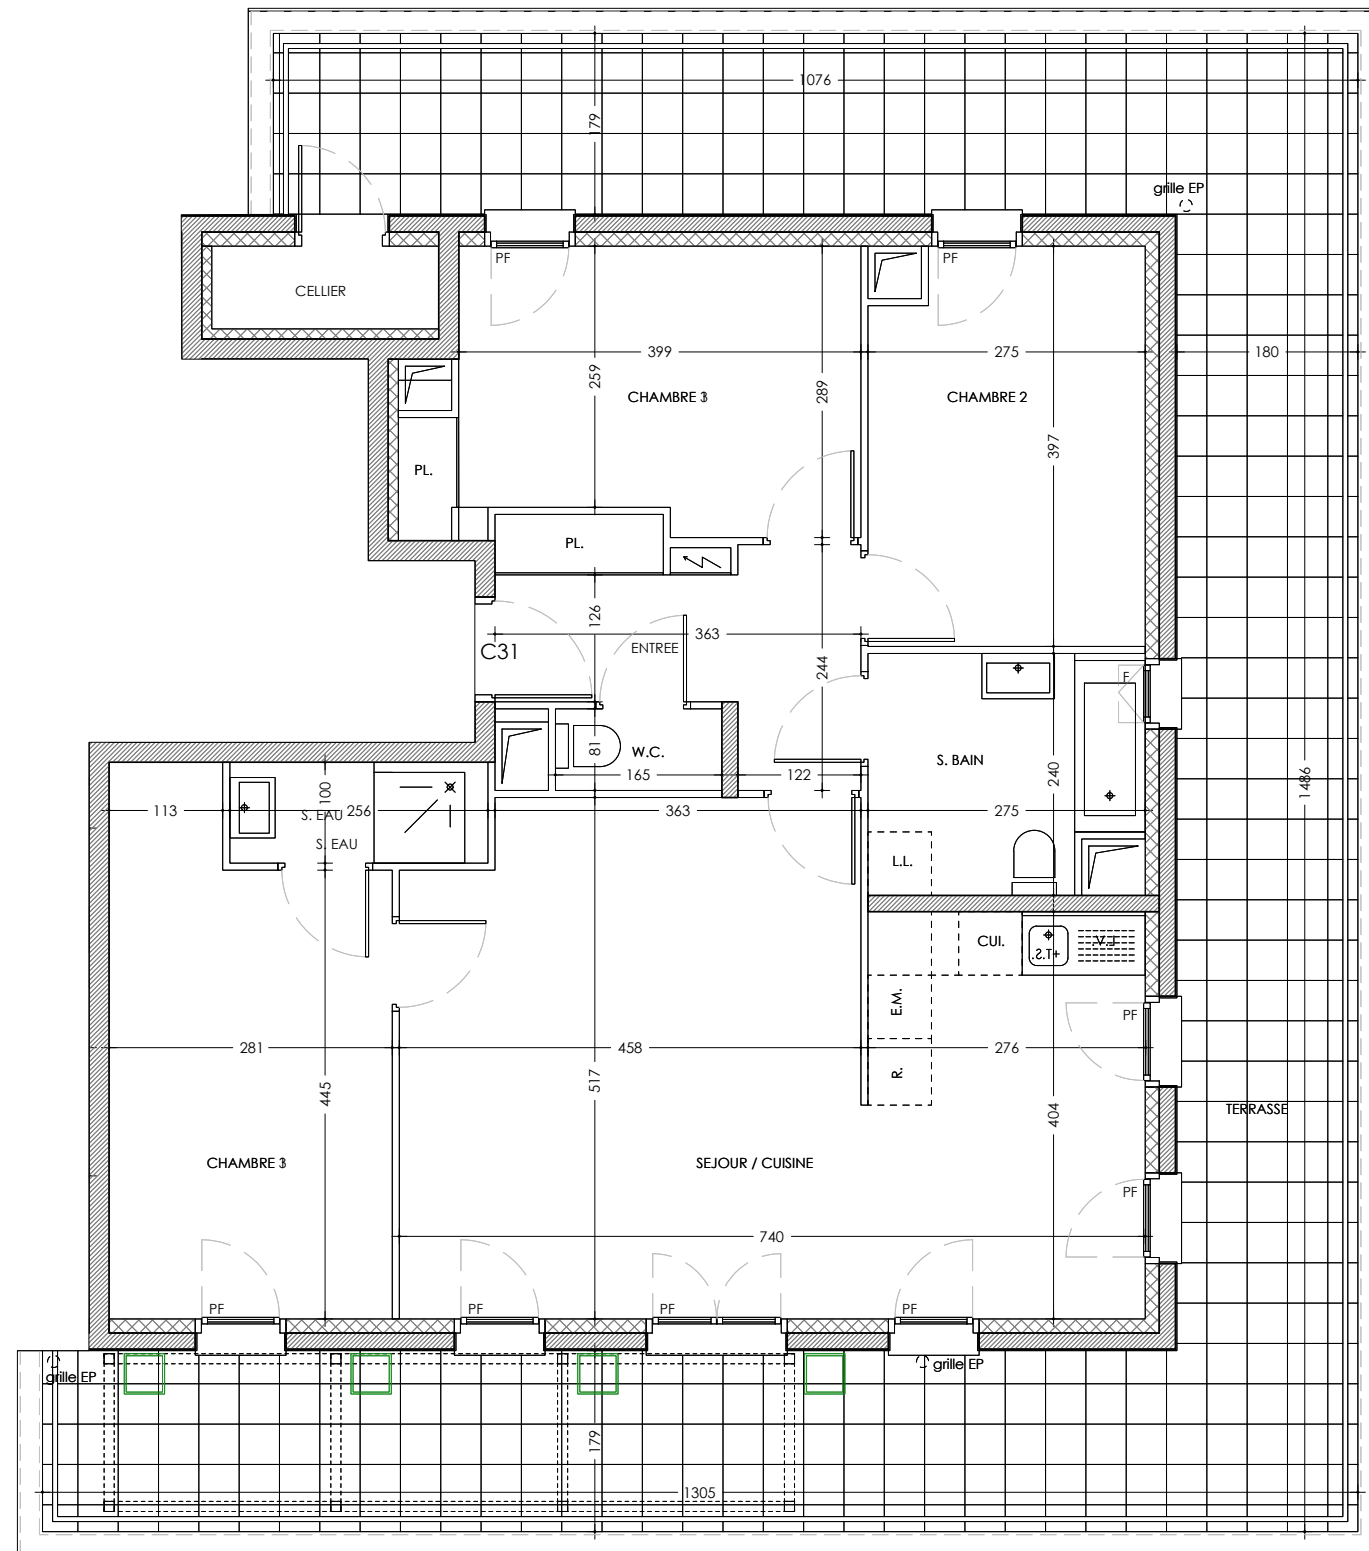 1076
179
grille EP
PF
PF
CELLIER
399
275
180
259
289
CHAMBRE 3
CHAMBRE 2
397
PL.
PL.
126
363
C31
ENTREE
244
F
W.C.
81
S. BAIN
165
122
240
1486
100
113
256
363
275
S. EAU
S. EAU
L.L.
CUI.
+T.S.
L.V.
E.M.
PF
281
458
276
R.
445
517
404
TERRASSE
CHAMBRE 3
SEJOUR / CUISINE
PF
740
PF
PF
PF
PF
grille EP
grille EP
179
1305